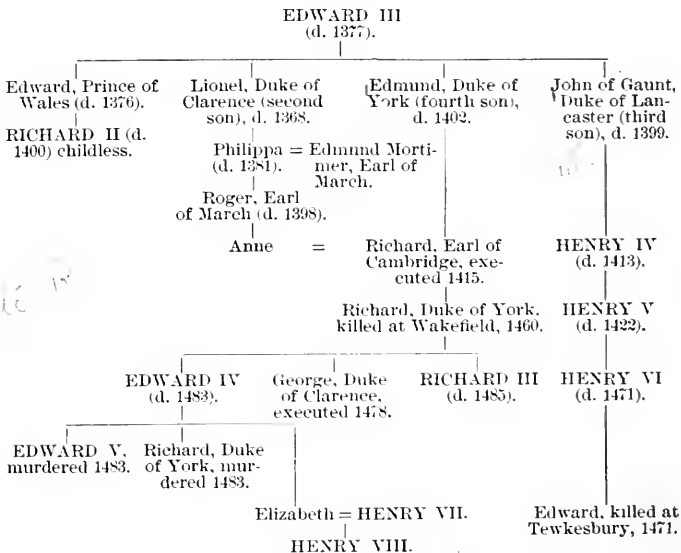 EDWARD III
(d. 1377).
Edward, Prince of
Wales (d. 1376).
RICHARD II (d.
1400) childless.
Lionel, Duke of
Clarence (second
son), d. 1368.
Philippa = Edmund Morti-
(d. 1381). mer, Earl of
March.
Roger, Earl
of March (d. 1398).
Edmund, Duke of
York (fourth son),
d. 1402.
John of Gaunt,
Duke of Lan-
caster (third
son), d. 1399.
Anne = Richard, Earl of
Cambridge, exe-
cuted 1415.
HENRY IV
(d. 1413).
Richard, Duke of York,
killed at Wakefield, 1460.
HENRY V
(d. 1422).
EDWARD IV
(d. 1483).
George, Duke
of Clarence,
executed 1478.
RICHARD III
(d. 1485).
HENRY VI
(d. 1471).
EDWARD V,
murdered 1483.
Richard, Duke
of York, mur-
dered 1483.
Elizabeth = HENRY VII.
Edward, killed at
Tewkesbury, 1471.
HENRY VIII.